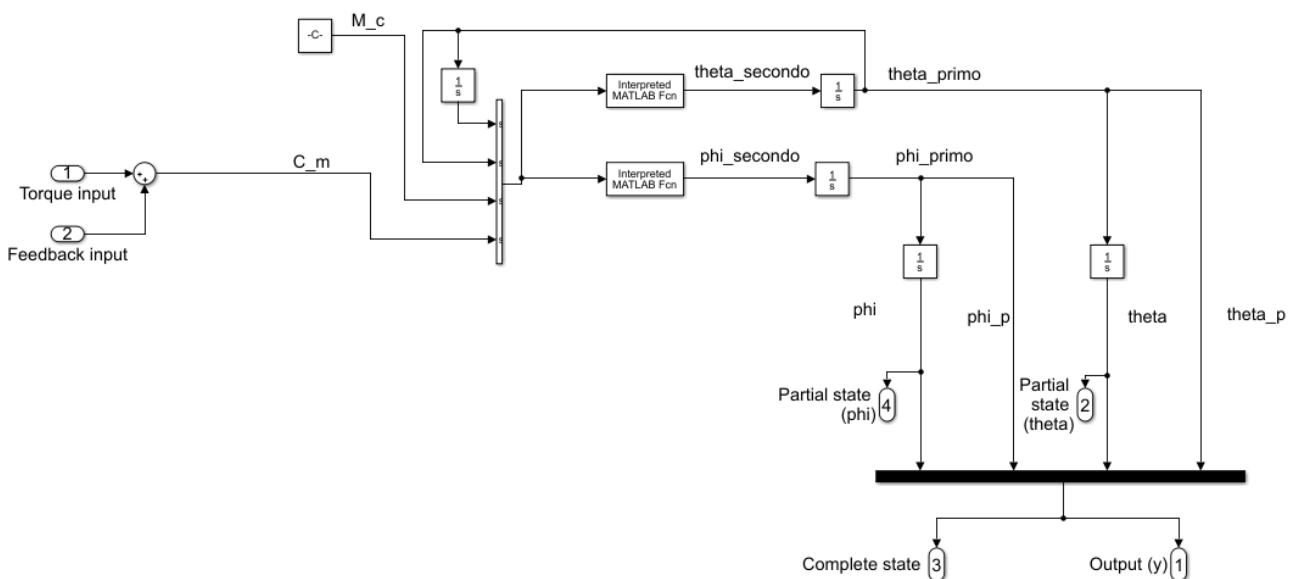 M_c
-C-
1
s
Interpreted
MATLAB Fcn
theta_secondo
1
s
theta_primo
s
s
s
s
C_m
1
Torque input
+
+
2
Feedback input
Interpreted
MATLAB Fcn
phi_secondo
1
s
phi_primo
1
s
1
s
phi
phi_p
theta
theta_p
Partial state
(phi)
4
Partial
state
(theta)
2
Complete state
3
Output (y)
1